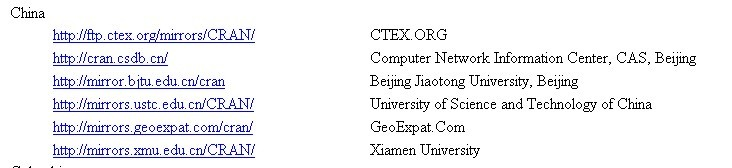 China
http://ftp.ctex.org/mirrors/CRAN/ CTEX.ORG
http://cran.csdb.cn/ Computer Network Information Center, CAS, Beijing
http://mirror.bjtu.edu.cn/cran Beijing Jiaotong University, Beijing
http://mirrors.ustc.edu.cn/CRAN/ University of Science and Technology of China
http://mirrors.geoexpat.com/cran/ GeoExpat.Com
http://mirrors.xmu.edu.cn/CRAN/ Xiamen University